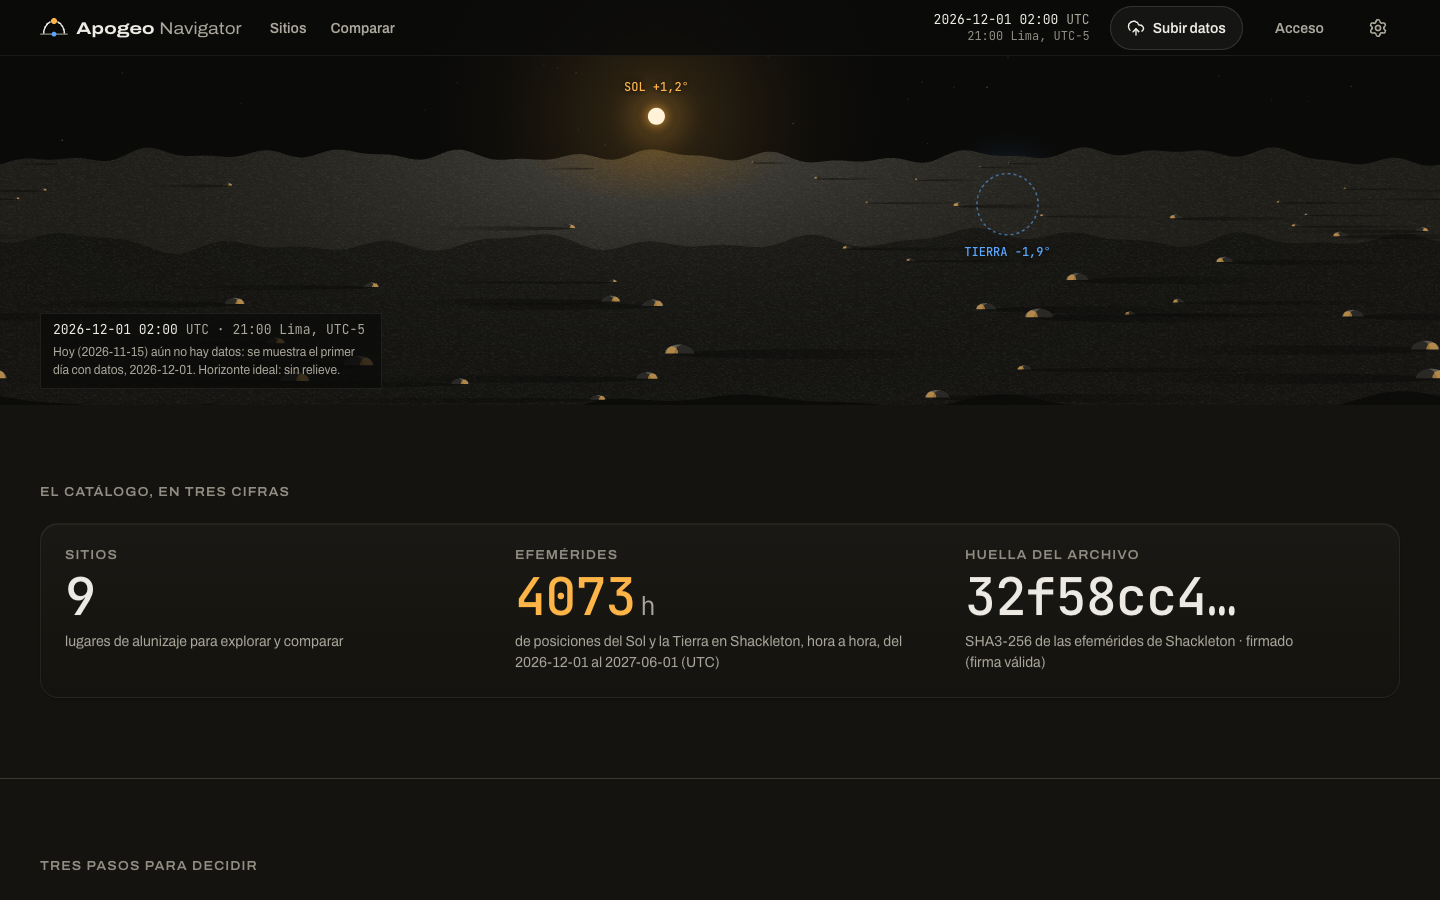 Apogeo Navigator
Sitios
Comparar
2026-12-01 02:00 UTC
21:00 Lima, UTC-5
Subir datos
Acceso
SOL +1,2°
TIERRA -1,9°
2026-12-01 02:00 UTC · 21:00 Lima, UTC-5
Hoy (2026-11-15) aún no hay datos: se muestra el primer
día con datos, 2026-12-01. Horizonte ideal: sin relieve.
EL CATÁLOGO, EN TRES CIFRAS
SITIOS
9
lugares de alunizaje para explorar y comparar
EFEMÉRIDES
4073 h
de posiciones del Sol y la Tierra en Shackleton, hora a hora, del
2026-12-01 al 2027-06-01 (UTC)
HUELLA DEL ARCHIVO
32f58cc4…
SHA3-256 de las efemérides de Shackleton · firmado
(firma válida)
TRES PASOS PARA DECIDIR